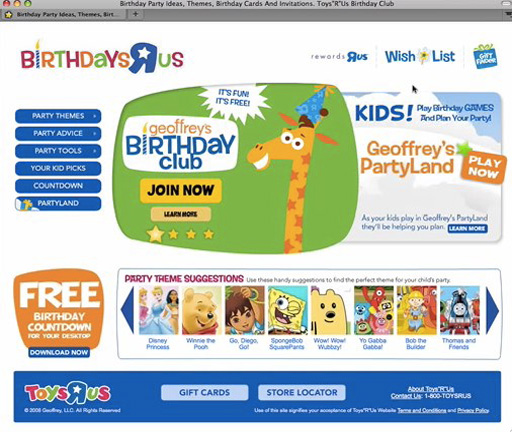 Birthday Party Ideas, Themes, Birthday Cards And Invitations. Toys"R"Us Birthday Club
Birthday Party Ideas, Themes, Birt...
BIRTHDAYS R US
rewards R US
Wish List
GIFT FINDER
PARTY THEMES
PARTY ADVICE
PARTY TOOLS
YOUR KID PICKS
COUNTDOWN
PARTYLAND
IT'S FUN!
IT'S FREE!
geoffrey's
BIRTHDAY
club
JOIN NOW
LEARN MORE
KIDS! Play Birthday GAMES
And Plan Your Party!
Geoffrey's
PartyLand
PLAY
NOW
As your kids play in Geoffrey's PartyLand
they'll be helping you plan. LEARN MORE
FREE
BIRTHDAY
COUNTDOWN
FOR YOUR DESKTOP
DOWNLOAD NOW
PARTY THEME SUGGESTIONS Use these handy suggestions to find the perfect theme for your child's party.
Disney
Princess
Winnie the
Pooh
Go, Diego,
Go!
SpongeBob
SquarePants
Wow! Wow!
Wubbzy!
Yo Gabba
Gabba!
Bob the
Builder
Thomas and
Friends
TOYS R US
© 2008 Geoffrey, LLC. All Rights Reserved
GIFT CARDS
STORE LOCATOR
About Toys"R"Us
Contact Us: 1-800-TOYSRUS
Use of this site signifies your acceptance of Toys"R"Us Website Terms and Conditions and Privacy Policy.